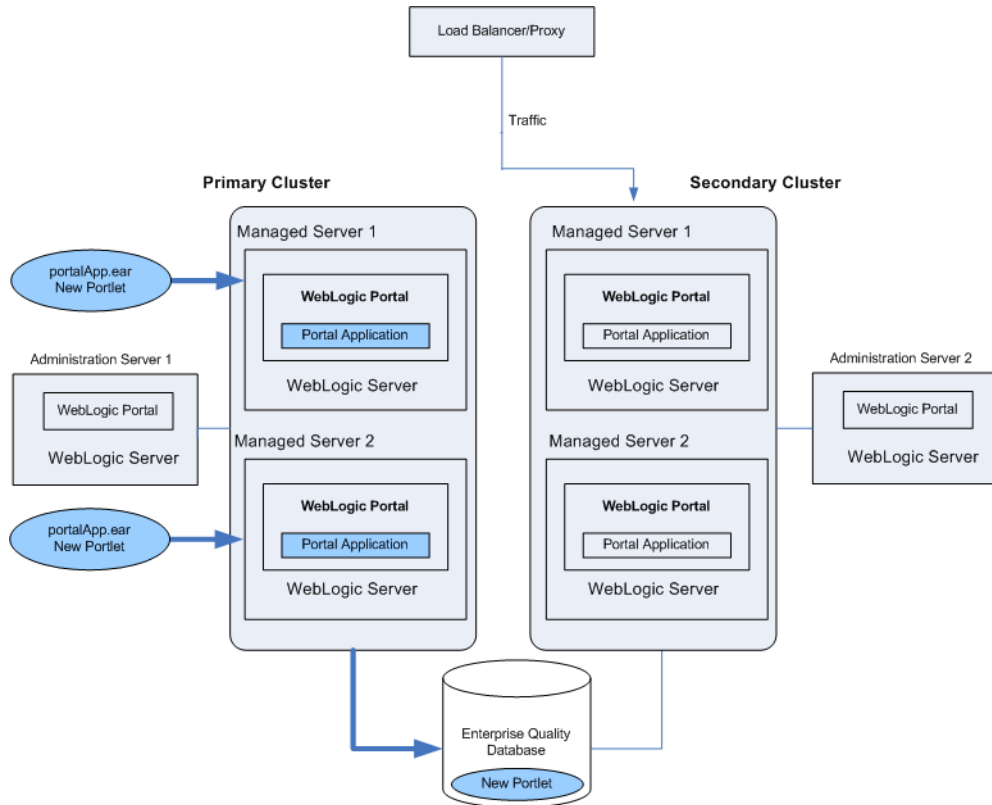 Load Balancer/Proxy
Traffic
Primary Cluster
Secondary Cluster
Managed Server 1
WebLogic Portal
Portal Application
WebLogic Server
Managed Server 2
WebLogic Portal
Portal Application
WebLogic Server
portalApp.ear
New Portlet
Administration Server 1
WebLogic Portal
WebLogic Server
portalApp.ear
New Portlet
Managed Server 1
WebLogic Portal
Portal Application
WebLogic Server
Managed Server 2
WebLogic Portal
Portal Application
WebLogic Server
Administration Server 2
WebLogic Portal
WebLogic Server
Enterprise Quality
Database
New Portlet